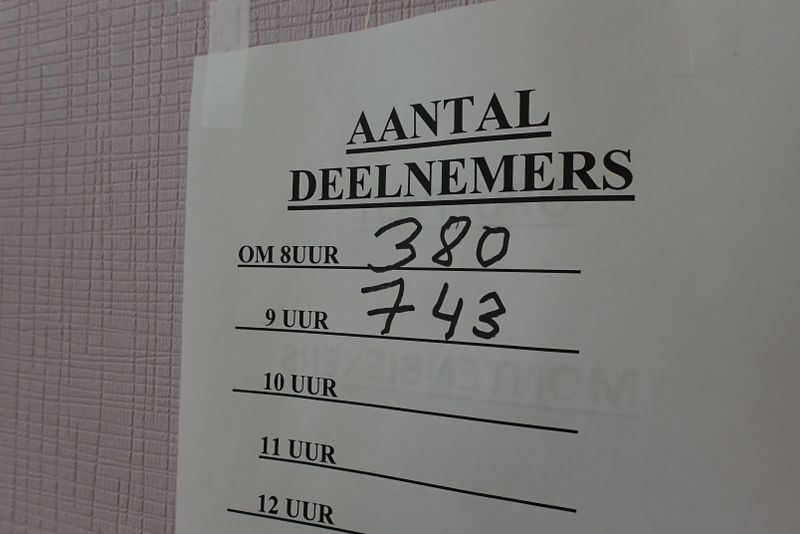 AANTAL
DEELNEMERS
OM 8UUR 380
9 UUR 743
10 UUR
11 UUR
12 UUR